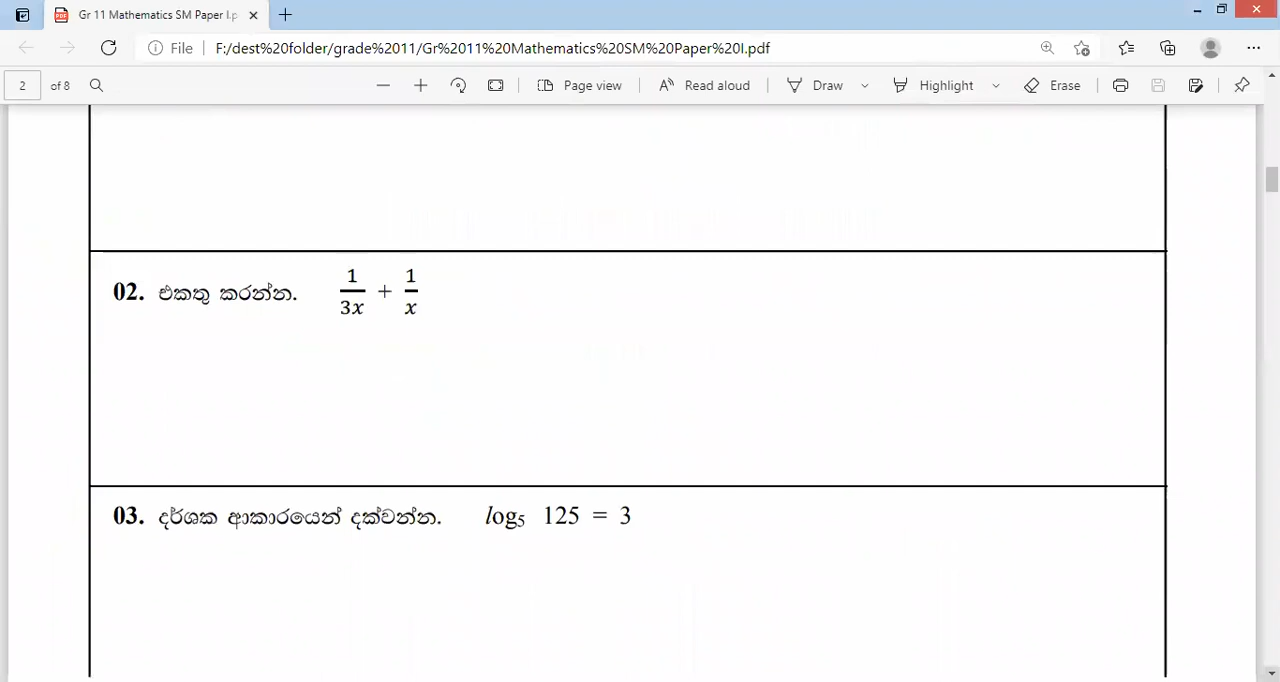 Gr 11 Mathematics SM Paper I.p
File F:/dest%20folder/grade%2011/Gr%2011%20Mathematics%20SM%20Paper%20I.pdf
2 of 8 Page view Read aloud Draw Highlight Erase
02. එකතු කරන්න. 1/3x + 1/x
03. දර්ශක ආකාරයෙන් දක්වන්න. log₅ 125 = 3